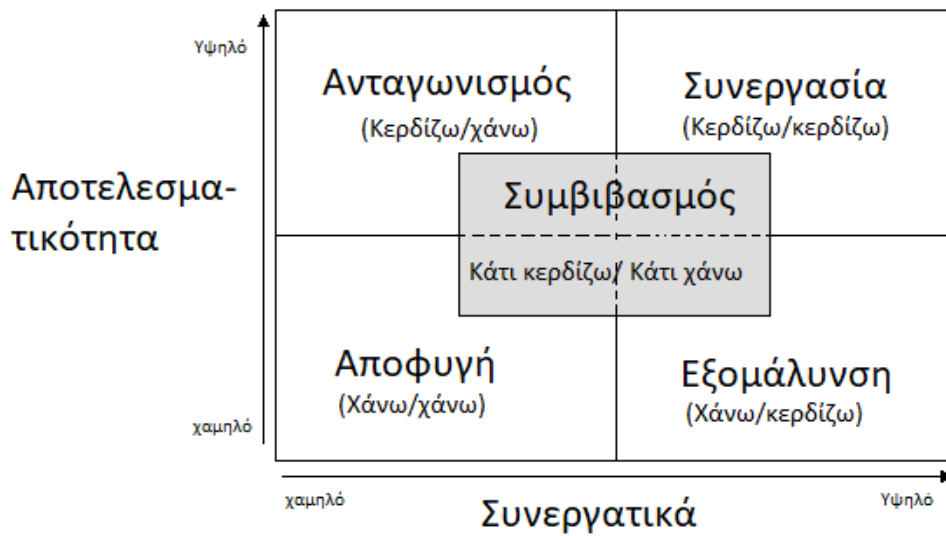 Υψηλό
Ανταγωνισμός
(Κερδίζω/χάνω)
Συνεργασία
(Κερδίζω/κερδίζω)
Αποτελεσμα-
τικότητα
Συμβιβασμός
Κάτι κερδίζω/ Κάτι χάνω
Αποφυγή
(Χάνω/χάνω)
Εξομάλυνση
(Χάνω/κερδίζω)
χαμηλό
χαμηλό
Συνεργατικά
Υψηλό